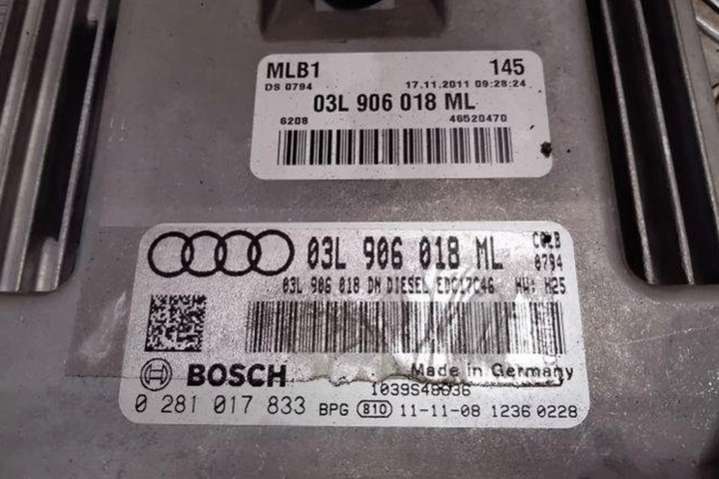 MLB1 145
DS 0794 17.11.2011 09:28:24
03L 906 018 ML
6208 46520470
03L 906 018 ML C0LB
0794
03L 906 018 DN DIESEL EDC17C46 HW: H25
BOSCH Made in Germany
0 281 017 833 BPG 810 11-11-08 1236 0228